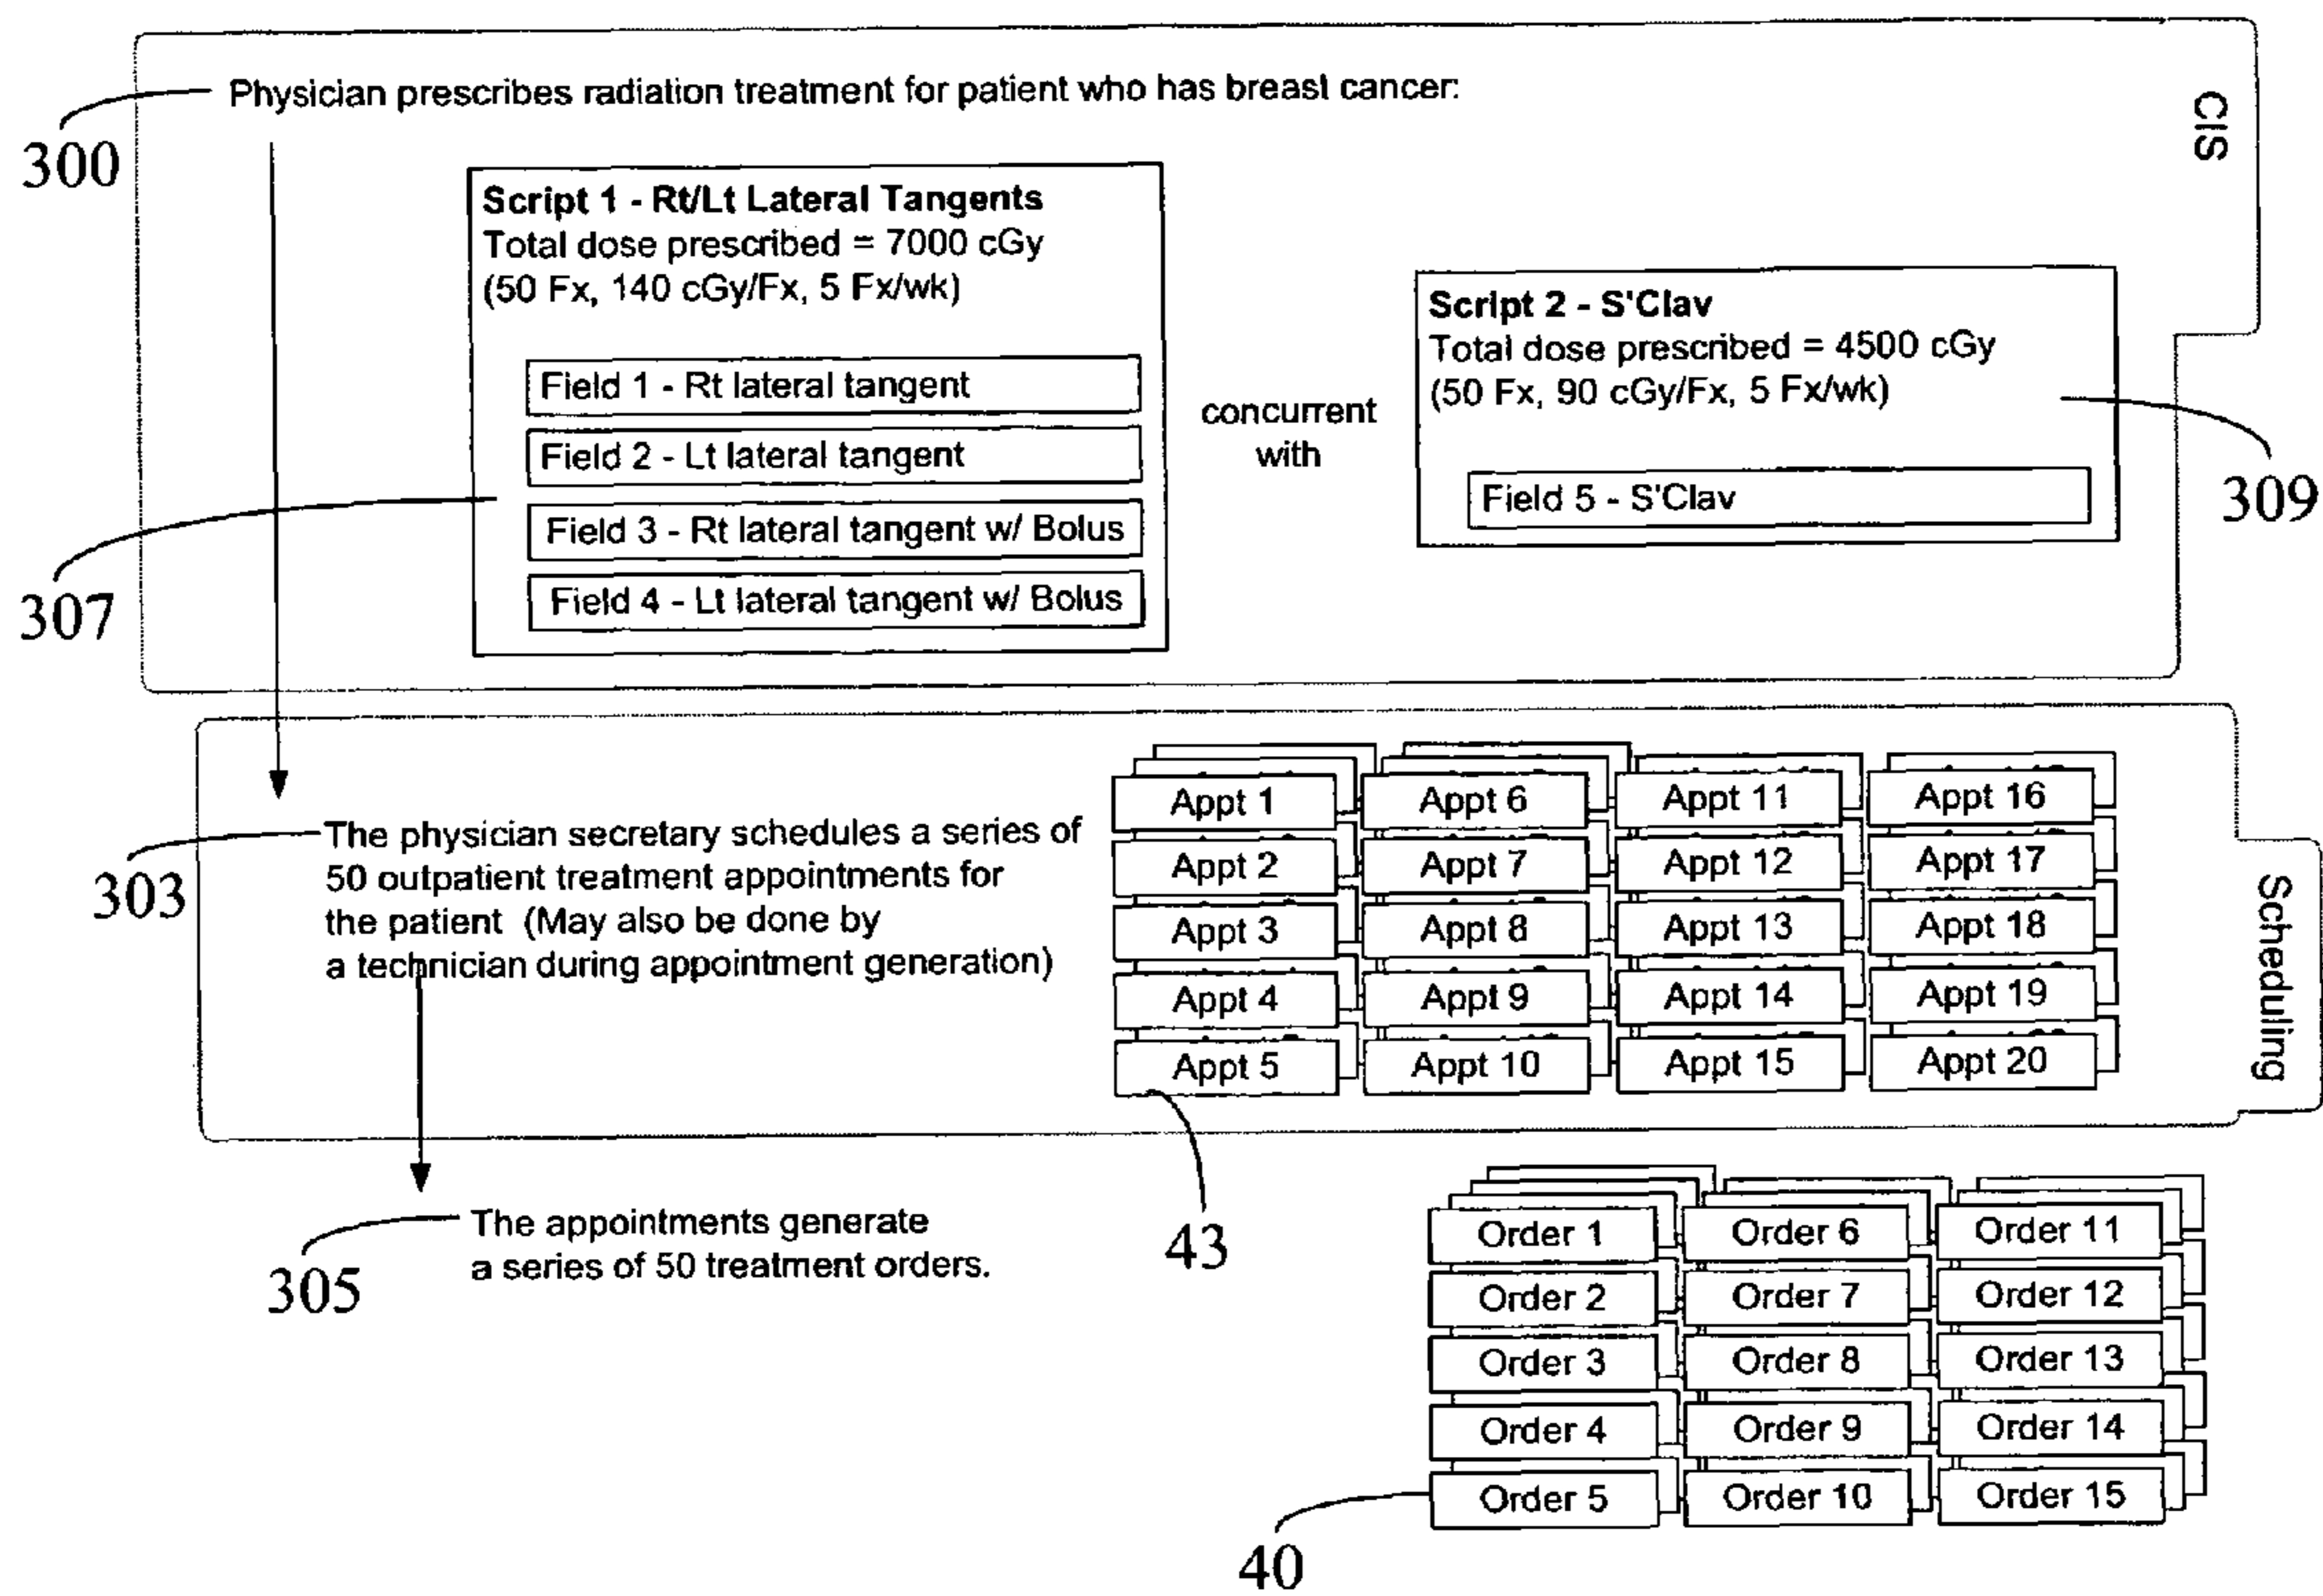 Physician prescribes radiation treatment for patient who has breast cancer:
CIS
300
Script 1 - Rt/Lt Lateral Tangents
Total dose prescribed = 7000 cGy
(50 Fx, 140 cGy/Fx, 5 Fx/wk)
Field 1 - Rt lateral tangent
Field 2 - Lt lateral tangent
Field 3 - Rt lateral tangent w/ Bolus
Field 4 - Lt lateral tangent w/ Bolus
307
concurrent
with
Script 2 - S'Clav
Total dose prescribed = 4500 cGy
(50 Fx, 90 cGy/Fx, 5 Fx/wk)
Field 5 - S'Clav
309
The physician secretary schedules a series of
50 outpatient treatment appointments for
the patient (May also be done by
a technician during appointment generation)
303
Appt 1 Appt 6 Appt 11 Appt 16
Appt 2 Appt 7 Appt 12 Appt 17
Appt 3 Appt 8 Appt 13 Appt 18
Appt 4 Appt 9 Appt 14 Appt 19
Appt 5 Appt 10 Appt 15 Appt 20
Scheduling
43
The appointments generate
a series of 50 treatment orders.
305
Order 1 Order 6 Order 11
Order 2 Order 7 Order 12
Order 3 Order 8 Order 13
Order 4 Order 9 Order 14
Order 5 Order 10 Order 15
40